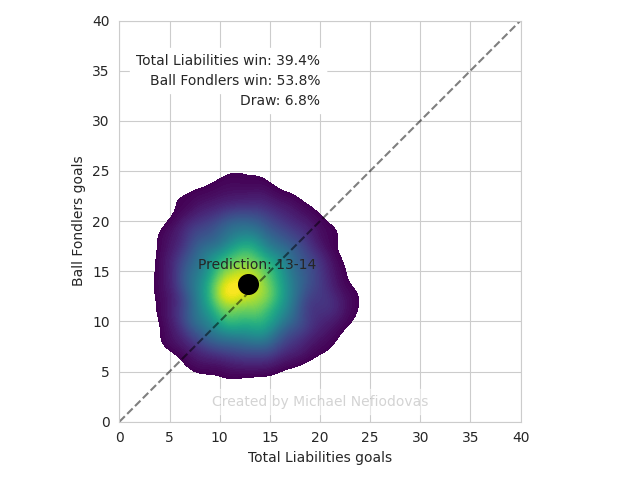 Total Liabilities win: 39.4%
Ball Fondlers win: 53.8%
Draw: 6.8%
40
35
30
25
20
15
10
5
0
Ball Fondlers goals
Prediction: 13-14
Created by Michael Nefiodovas
0 5 10 15 20 25 30 35 40
Total Liabilities goals